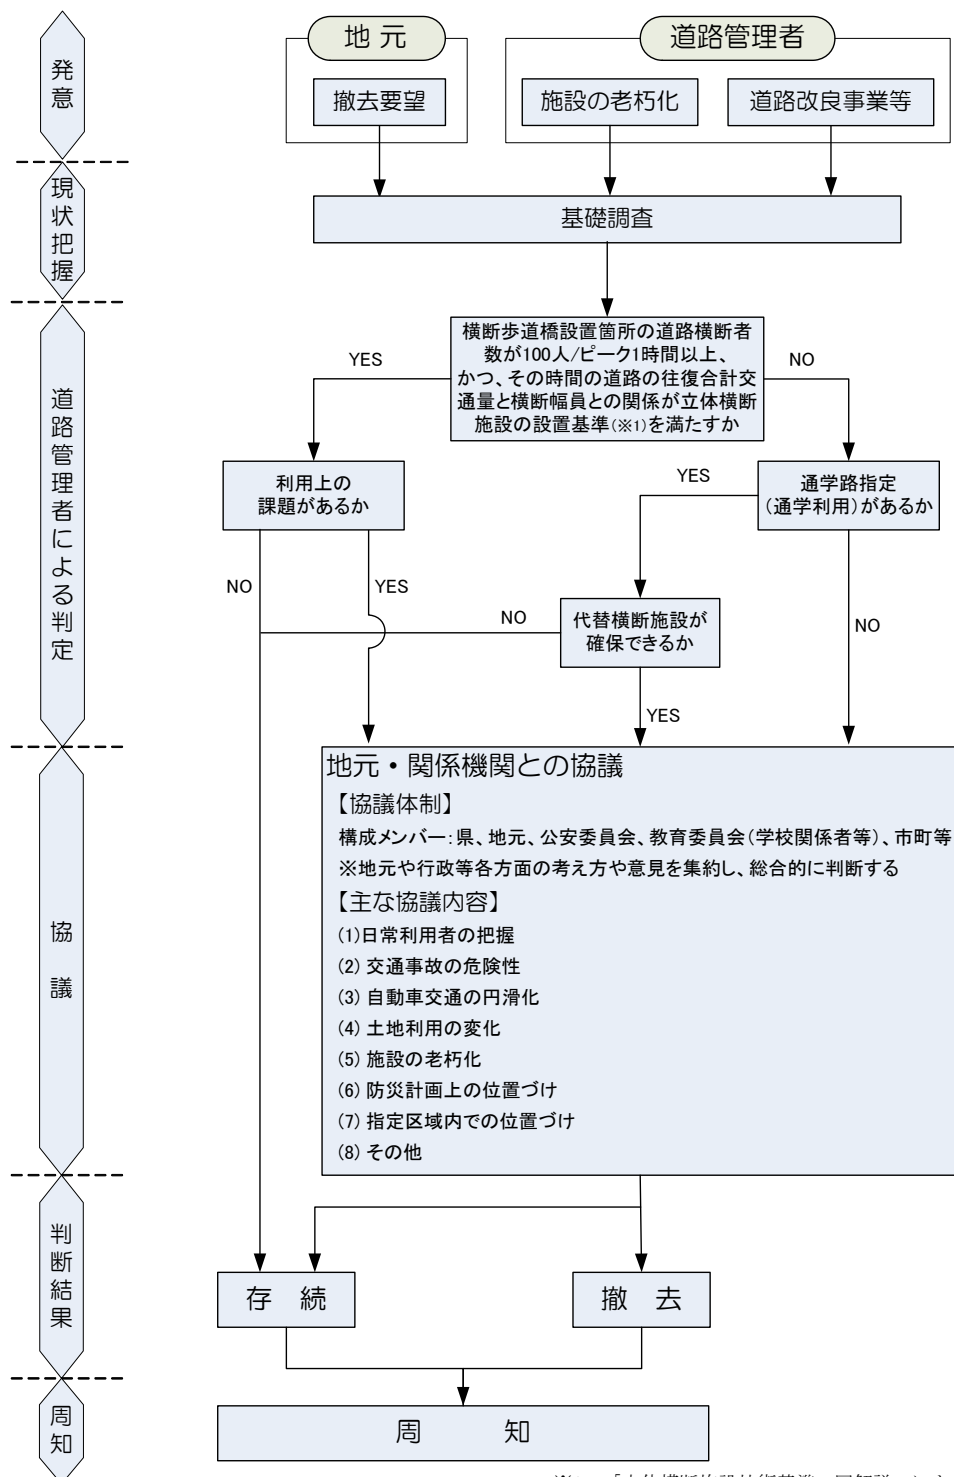 発意
地 元
道路管理者
撤去要望
施設の老朽化
道路改良事業等
現状把握
基礎調査
道路管理者による判定
横断歩道橋設置箇所の道路横断者
数が100人/ピーク1時間以上、
かつ、その時間の道路の往復合計交
通量と横断幅員との関係が立体横断
施設の設置基準(※1)を満たすか
YES
NO
利用上の
課題があるか
YES
通学路指定
(通学利用)があるか
NO
YES
NO
代替横断施設が
確保できるか
NO
YES
協 議
地元・関係機関との協議
【協議体制】
構成メンバー：県、地元、公安委員会、教育委員会(学校関係者等)、市町等
※地元や行政等各方面の考え方や意見を集約し、総合的に判断する
【主な協議内容】
(1)日常利用者の把握
(2) 交通事故の危険性
(3) 自動車交通の円滑化
(4) 土地利用の変化
(5) 施設の老朽化
(6) 防災計画上の位置づけ
(7) 指定区域内での位置づけ
(8) その他
判断結果
存 続
撤 去
周知
周 知